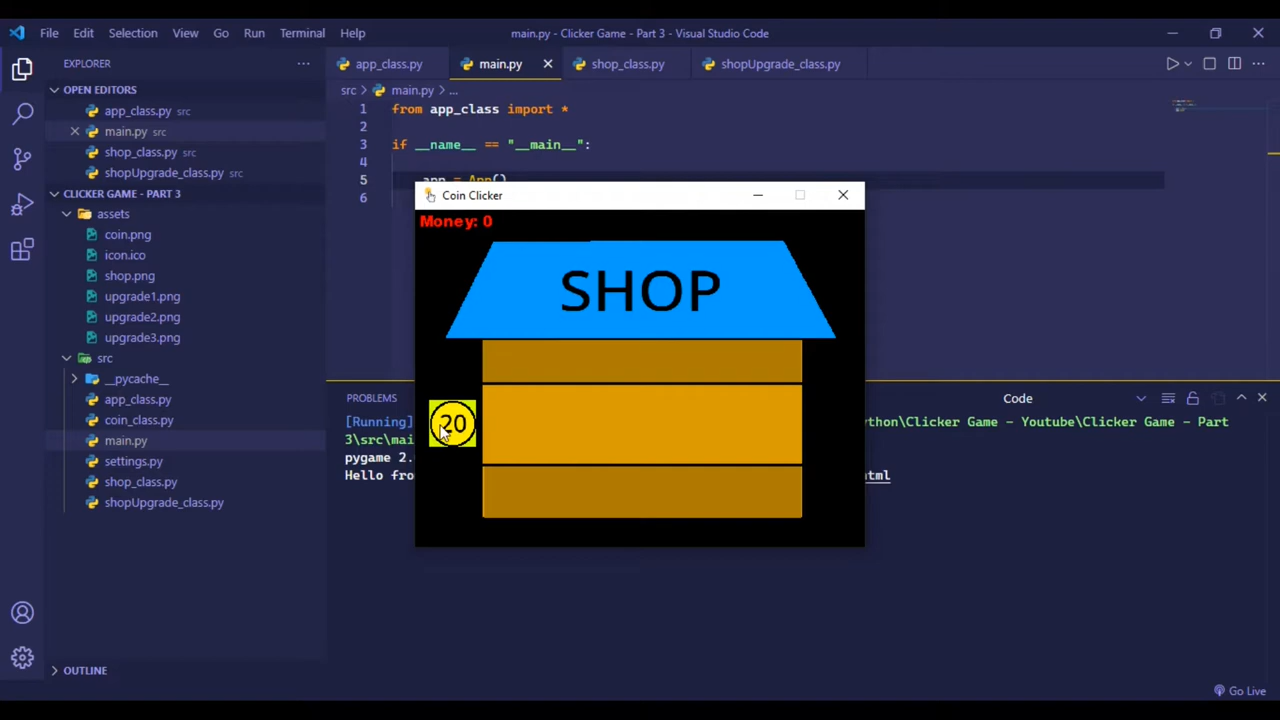 File Edit Selection View Go Run Terminal Help
main.py - Clicker Game - Part 3 - Visual Studio Code
EXPLORER
OPEN EDITORS
app_class.py src
main.py src
shop_class.py src
shopUpgrade_class.py src
CLICKER GAME - PART 3
assets
coin.png
icon.ico
shop.png
upgrade1.png
upgrade2.png
upgrade3.png
src
__pycache__
app_class.py
coin_class.py
main.py
settings.py
shop_class.py
shopUpgrade_class.py
OUTLINE
app_class.py main.py shop_class.py shopUpgrade_class.py
src > main.py > ...
1 from app_class import *
2
3 if __name__ == "__main__":
4
5 app = App()
6
Coin Clicker
Money: 0
SHOP
20
PROBLEMS
Code
[Running] ython\Clicker Game - Youtube\Clicker Game - Part
3\src\mai
pygame 2.
Hello fro tml
Go Live